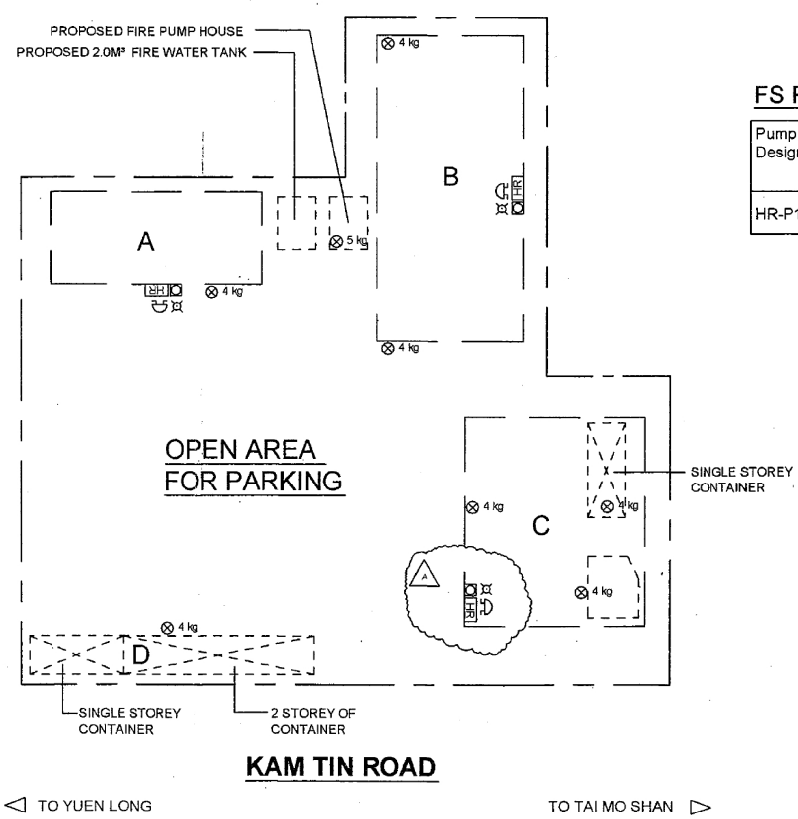 PROPOSED FIRE PUMP HOUSE
PROPOSED 2.0M³ FIRE WATER TANK
4 kg
FS
Pump
HR-P1
B
HR
A
5 kg
HR
4 kg
4 kg
OPEN AREA
FOR PARKING
SINGLE STOREY
CONTAINER
4 kg
4 kg
C
A
4 kg
HR
4 kg
D
SINGLE STOREY
CONTAINER
2 STOREY OF
CONTAINER
KAM TIN ROAD
TO YUEN LONG
TO TAI MO SHAN